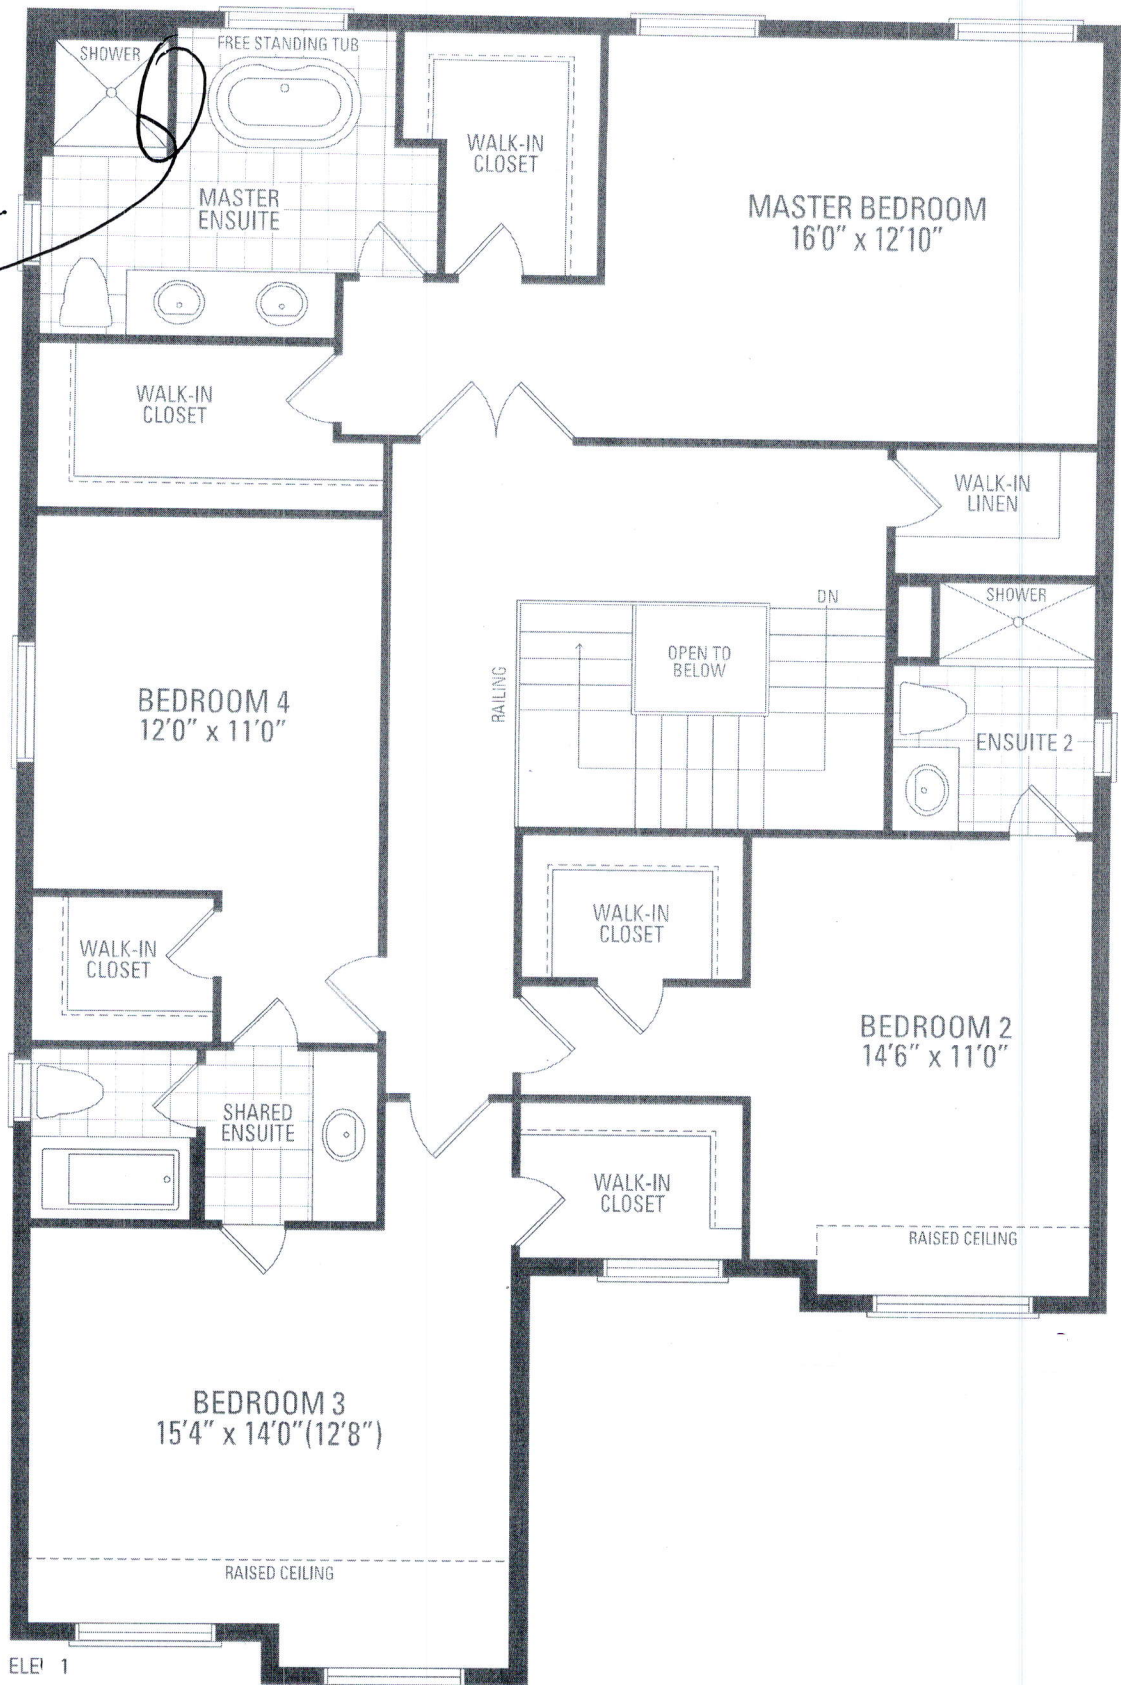 SHOWER
FREE STANDING TUB
WALK-IN
CLOSET
MASTER
ENSUITE
MASTER BEDROOM
16'0" x 12'10"
WALK-IN
CLOSET
WALK-IN
LINEN
SHOWER
DN
OPEN TO
BELOW
RAILING
BEDROOM 4
12'0" x 11'0"
ENSUITE 2
WALK-IN
CLOSET
WALK-IN
CLOSET
BEDROOM 2
14'6" x 11'0"
SHARED
ENSUITE
WALK-IN
CLOSET
RAISED CEILING
BEDROOM 3
15'4" x 14'0"(12'8")
RAISED CEILING
1